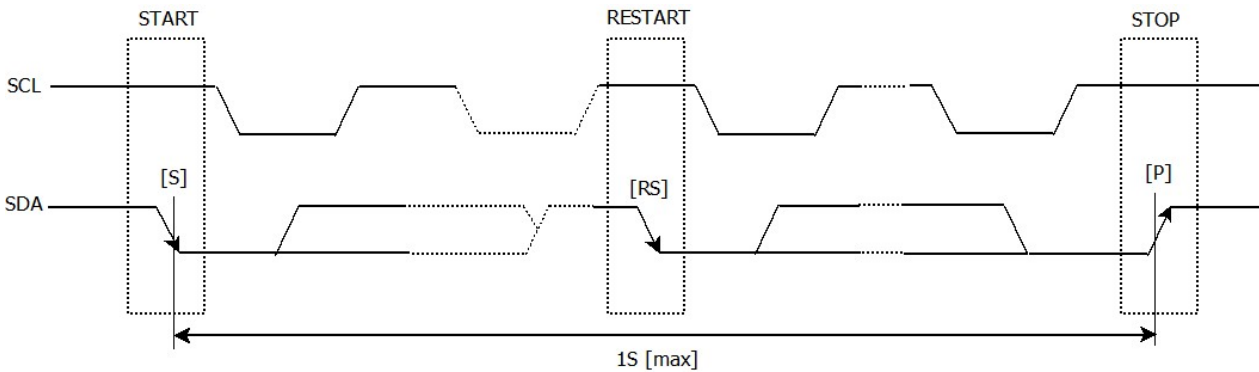 START
RESTART
STOP
SCL
[S]
[RS]
[P]
SDA
1S [max]